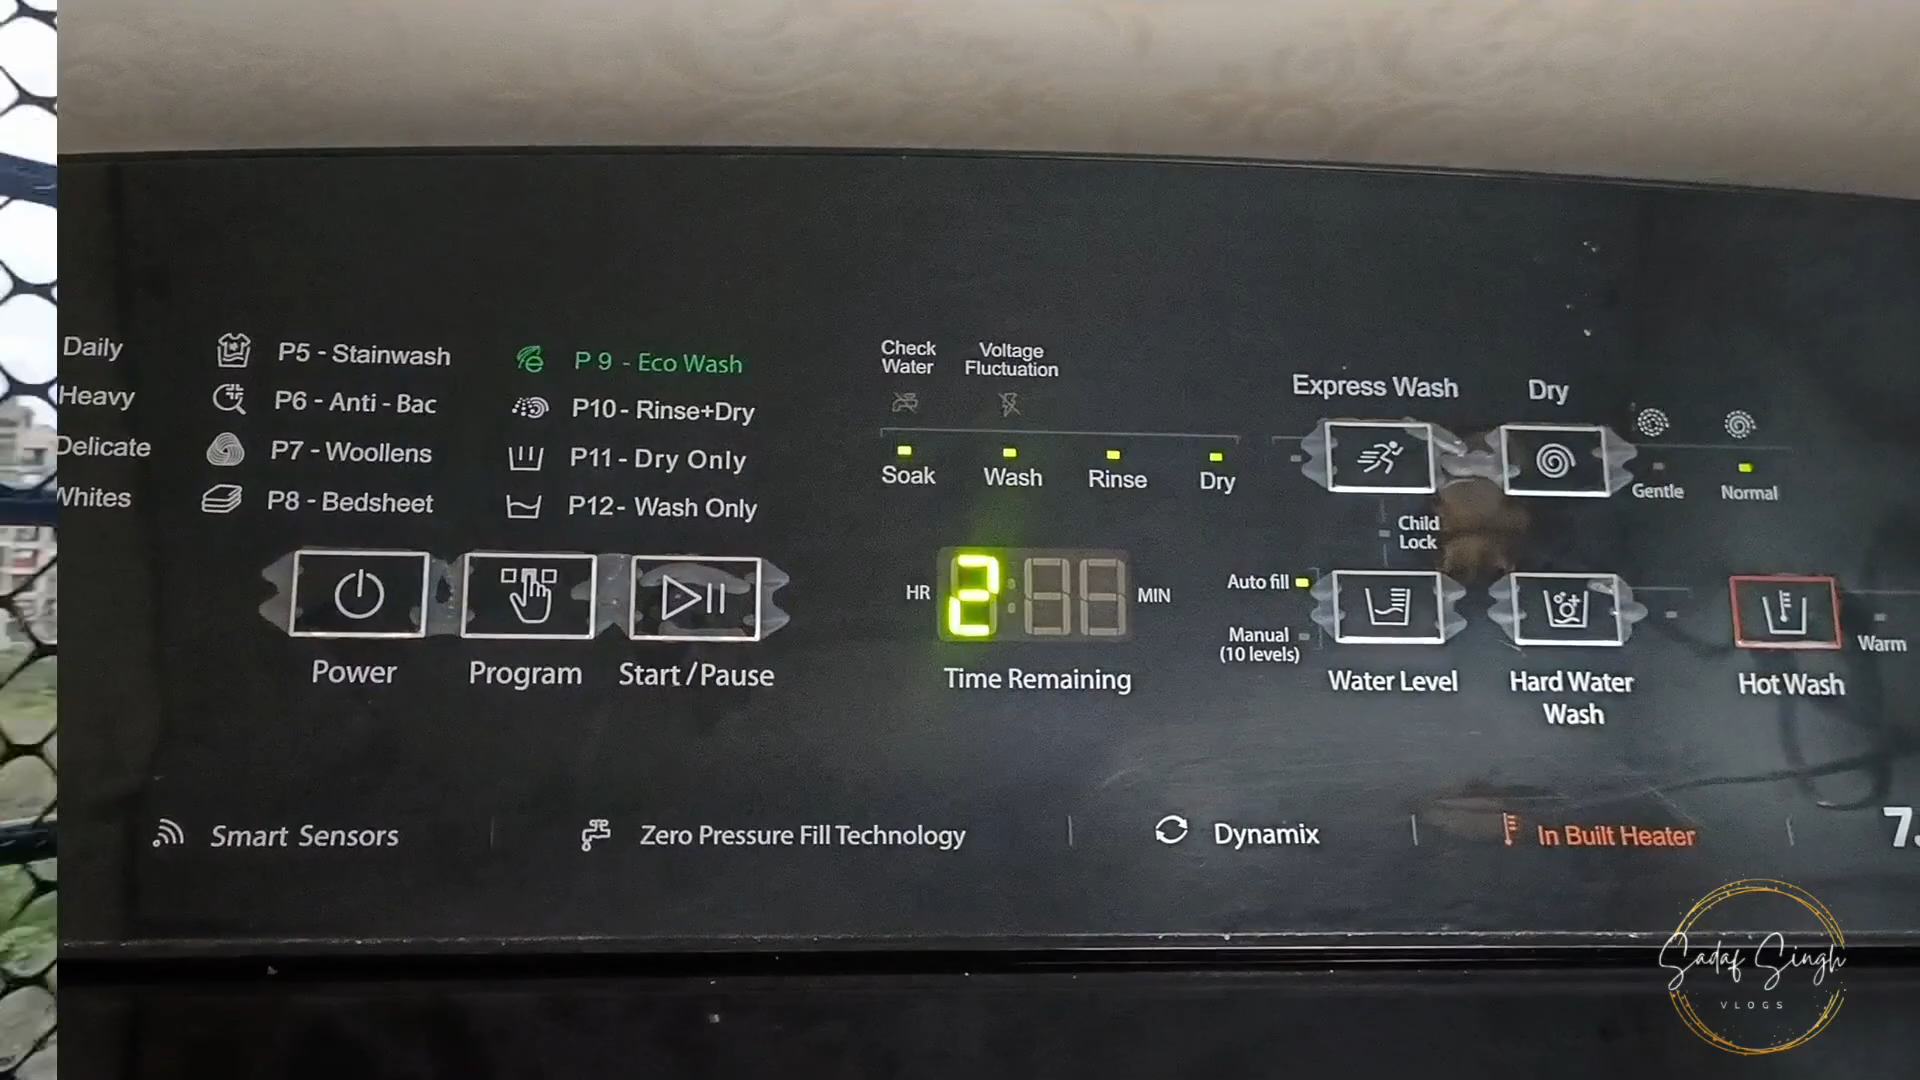 Daily
Heavy
Delicate
Whites
P5 - Stainwash
P6 - Anti - Bac
P7 - Woollens
P8 - Bedsheet
P 9 - Eco Wash
P10 - Rinse+Dry
P11 - Dry Only
P12 - Wash Only
Check
Water
Voltage
Fluctuation
Soak
Wash
Rinse
Dry
Express Wash
Dry
Gentle
Normal
Child
Lock
Power
Program
Start / Pause
HR
2
MIN
Time Remaining
Auto fill
Manual
(10 levels)
Water Level
Hard Water
Wash
Hot Wash
Warm
Smart Sensors
Zero Pressure Fill Technology
Dynamix
In Built Heater
7.
Sadaf Singh
VLOGS